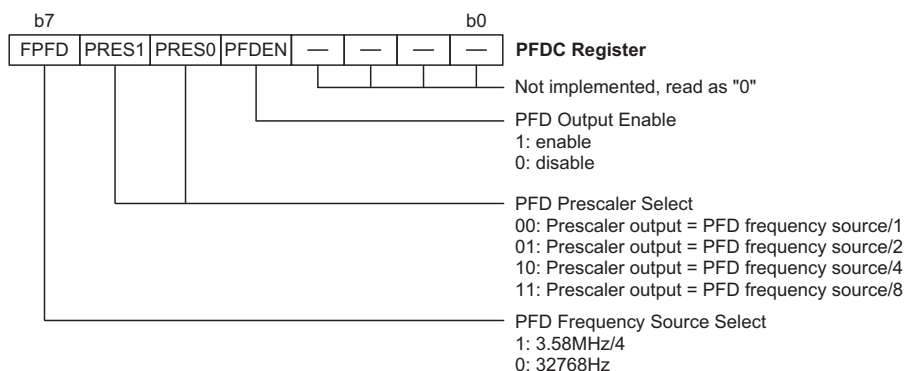 b7 b0
FPFD PRES1 PRES0 PFDEN — — — — PFDC Register
Not implemented, read as "0"
PFD Output Enable
1: enable
0: disable
PFD Prescaler Select
00: Prescaler output = PFD frequency source/1
01: Prescaler output = PFD frequency source/2
10: Prescaler output = PFD frequency source/4
11: Prescaler output = PFD frequency source/8
PFD Frequency Source Select
1: 3.58MHz/4
0: 32768Hz